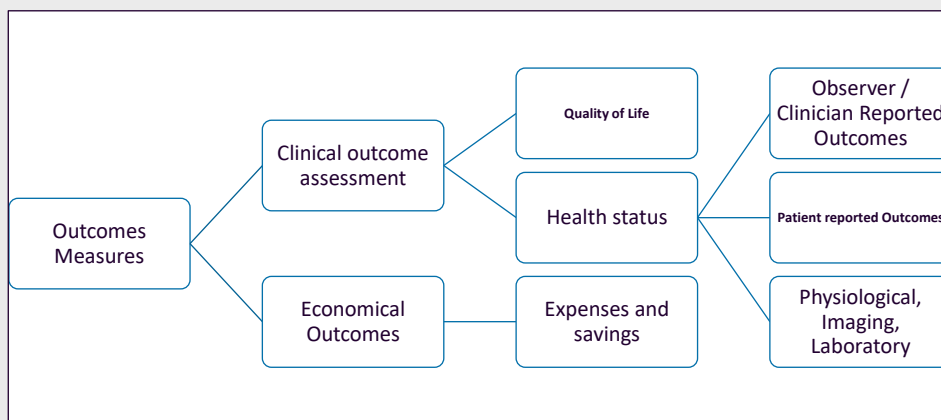 Outcomes
Measures
Clinical outcome
assessment
Economical
Outcomes
Quality of Life
Health status
Expenses and
savings
Observer /
Clinician Reported
Outcomes
Patient reported Outcomes
Physiological,
Imaging,
Laboratory